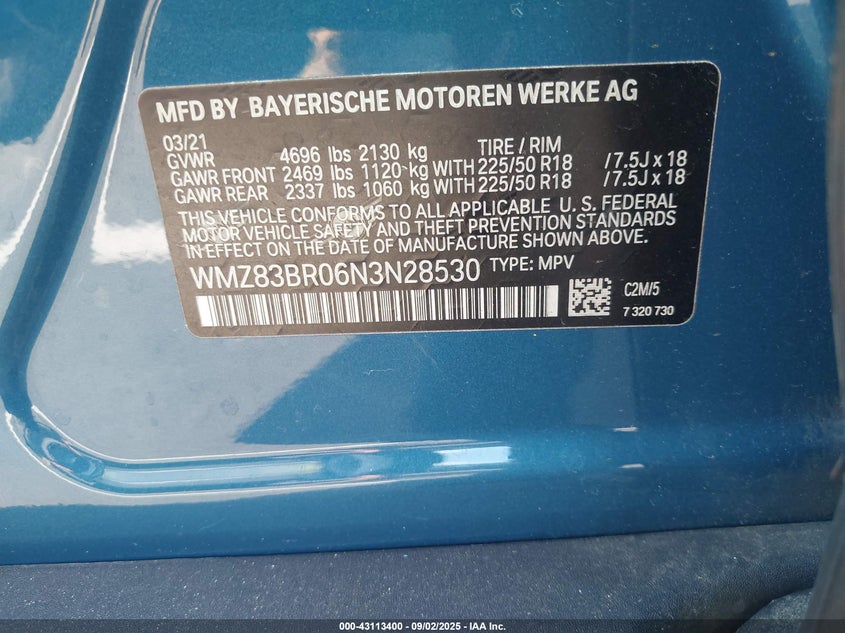 MFD BY BAYERISCHE MOTOREN WERKE AG
03/21 TIRE / RIM
GVWR 4696 lbs 2130 kg
GAWR FRONT 2469 lbs 1120 kg WITH 225/50 R18 /7.5J x 18
GAWR REAR 2337 lbs 1060 kg WITH 225/50 R18 /7.5J x 18
THIS VEHICLE CONFORMS TO ALL APPLICABLE U. S. FEDERAL
MOTOR VEHICLE SAFETY AND THEFT PREVENTION STANDARDS
IN EFFECT ON THE DATE OF MANUFACTURE SHOWN ABOVE.
WMZ83BR06N3N28530 TYPE: MPV
C2M/5
7 320 730
000-43113400 - 09/02/2025 - IAA Inc.